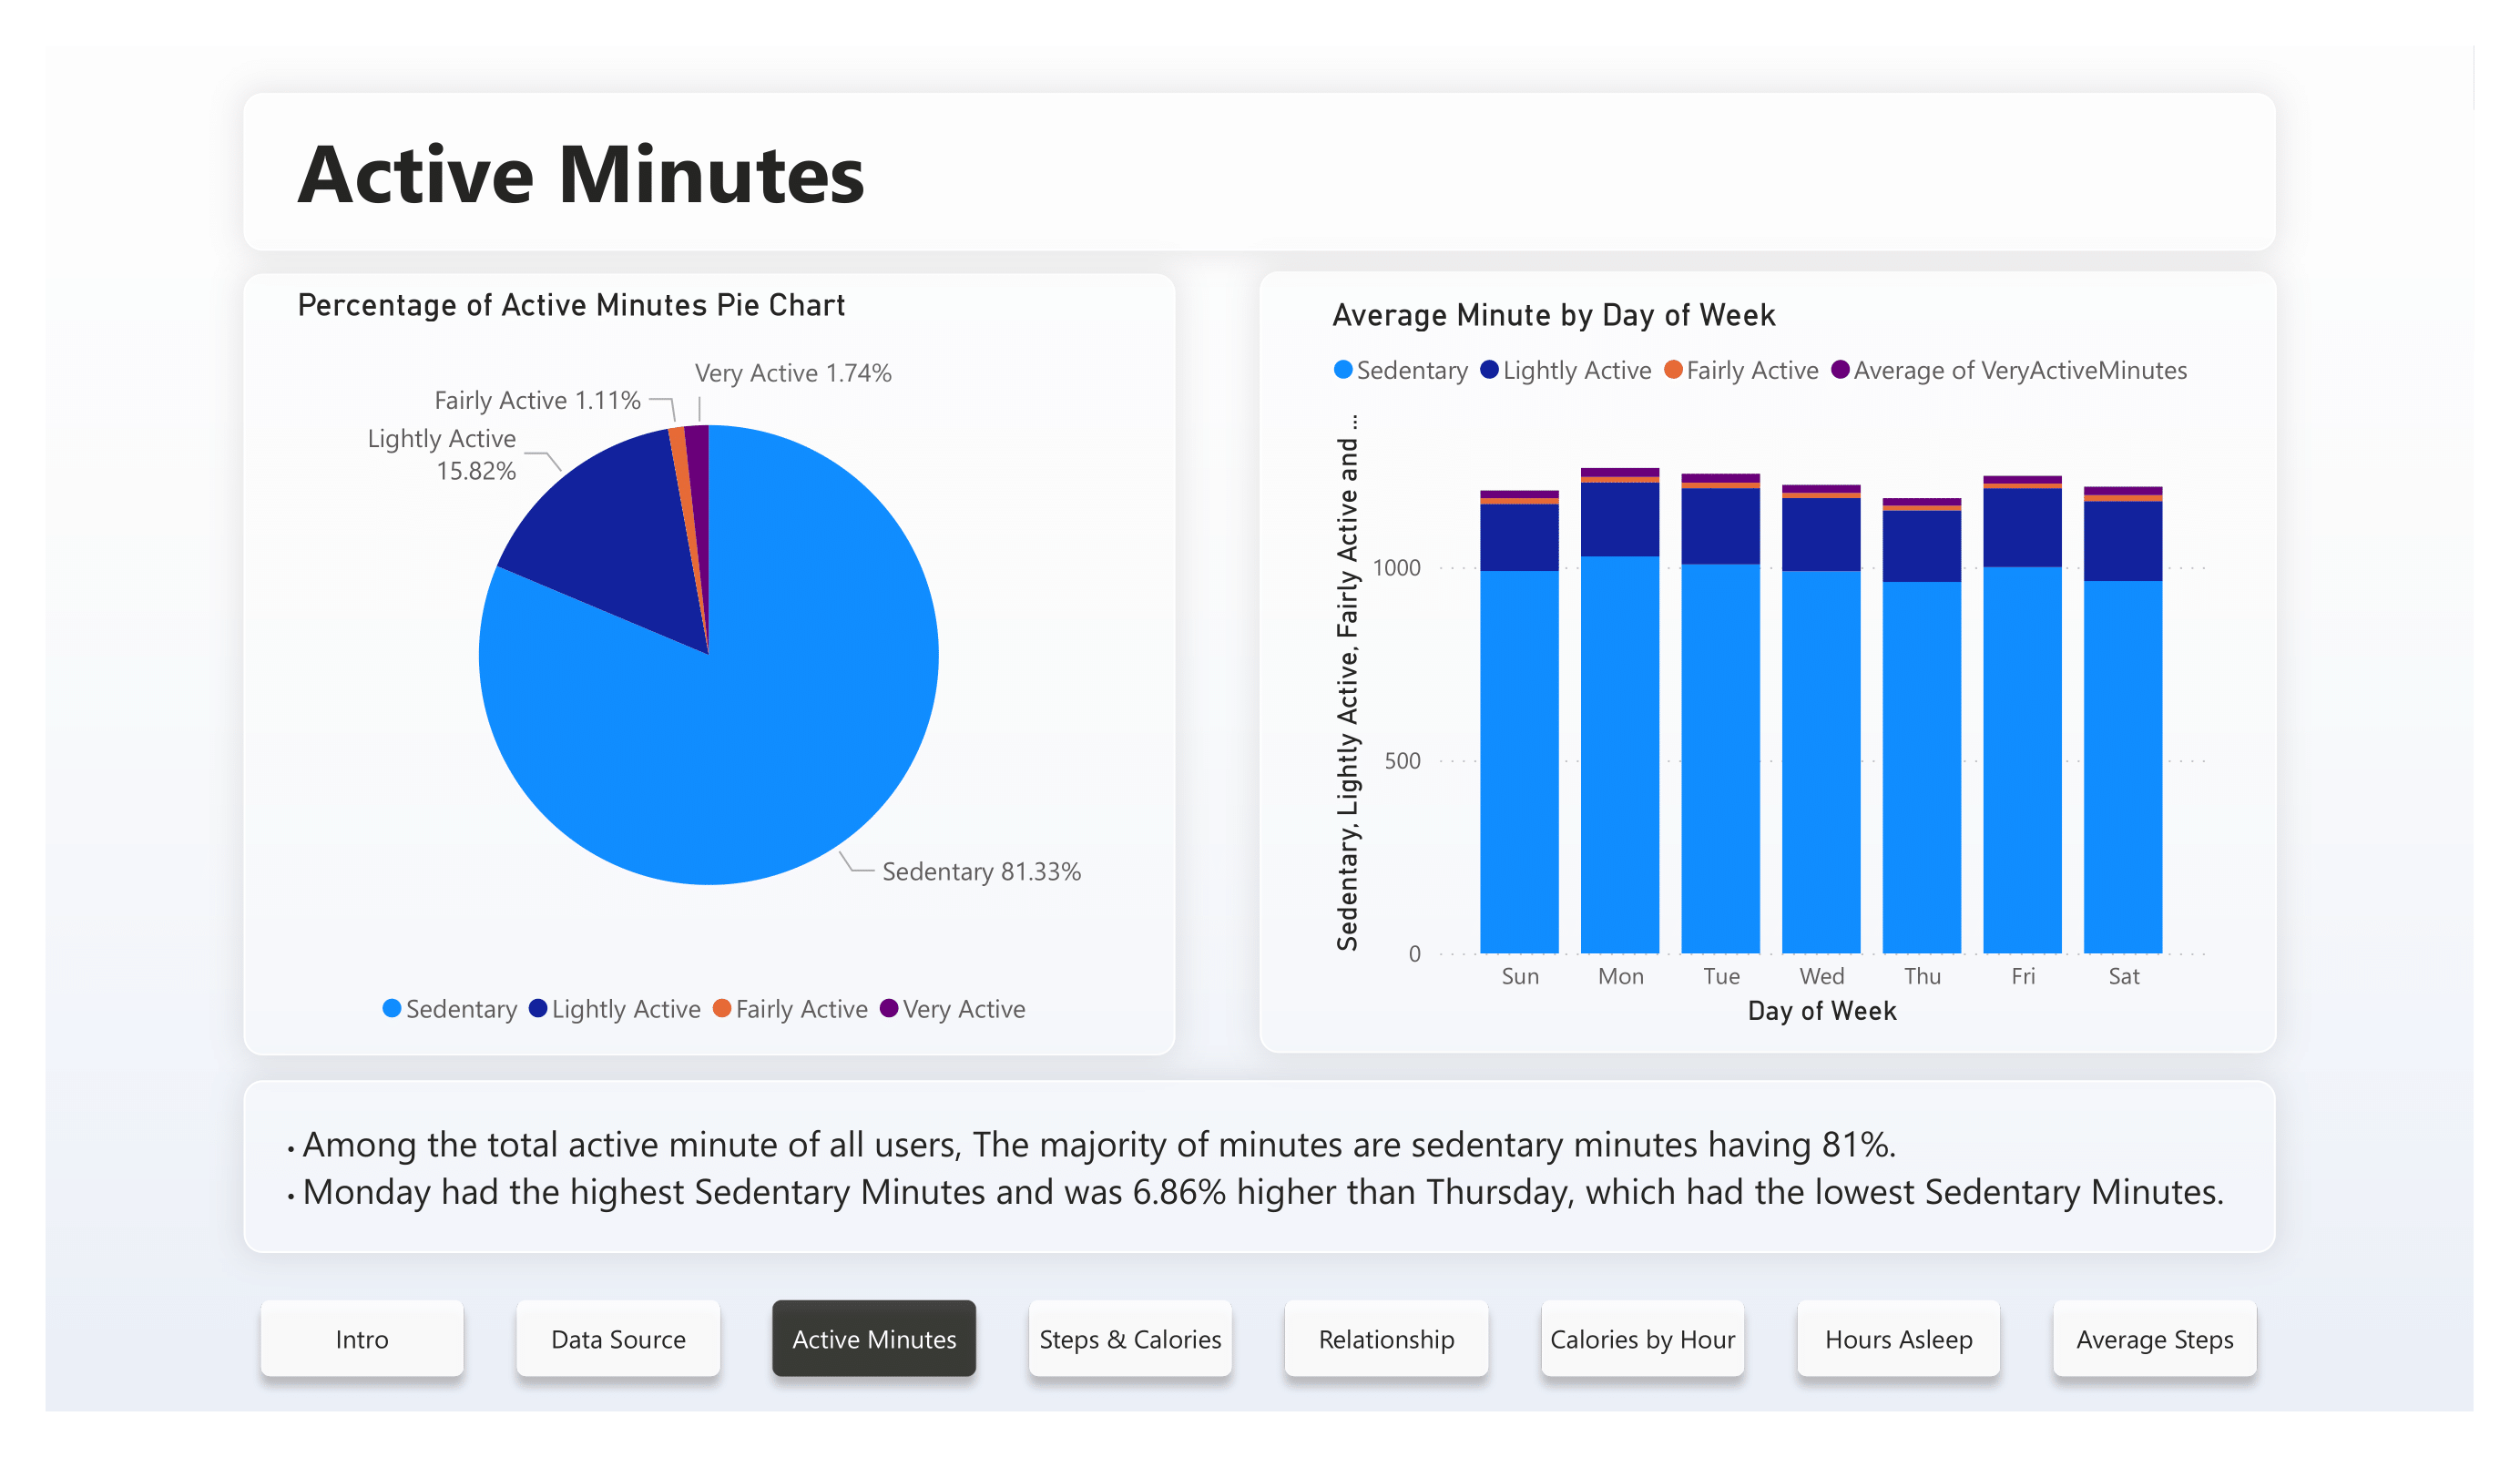 Active Minutes
Percentage of Active Minutes Pie Chart
Very Active 1.74%
Fairly Active 1.11%
Lightly Active
15.82%
Sedentary 81.33%
Sedentary Lightly Active Fairly Active Very Active
Average Minute by Day of Week
Sedentary Lightly Active Fairly Active Average of VeryActiveMinutes
Sedentary, Lightly Active, Fairly Active and ...
1000
500
0
Sun Mon Tue Wed Thu Fri Sat
Day of Week
• Among the total active minute of all users, The majority of minutes are sedentary minutes having 81%.
• Monday had the highest Sedentary Minutes and was 6.86% higher than Thursday, which had the lowest Sedentary Minutes.
Intro Data Source Active Minutes Steps & Calories Relationship Calories by Hour Hours Asleep Average Steps